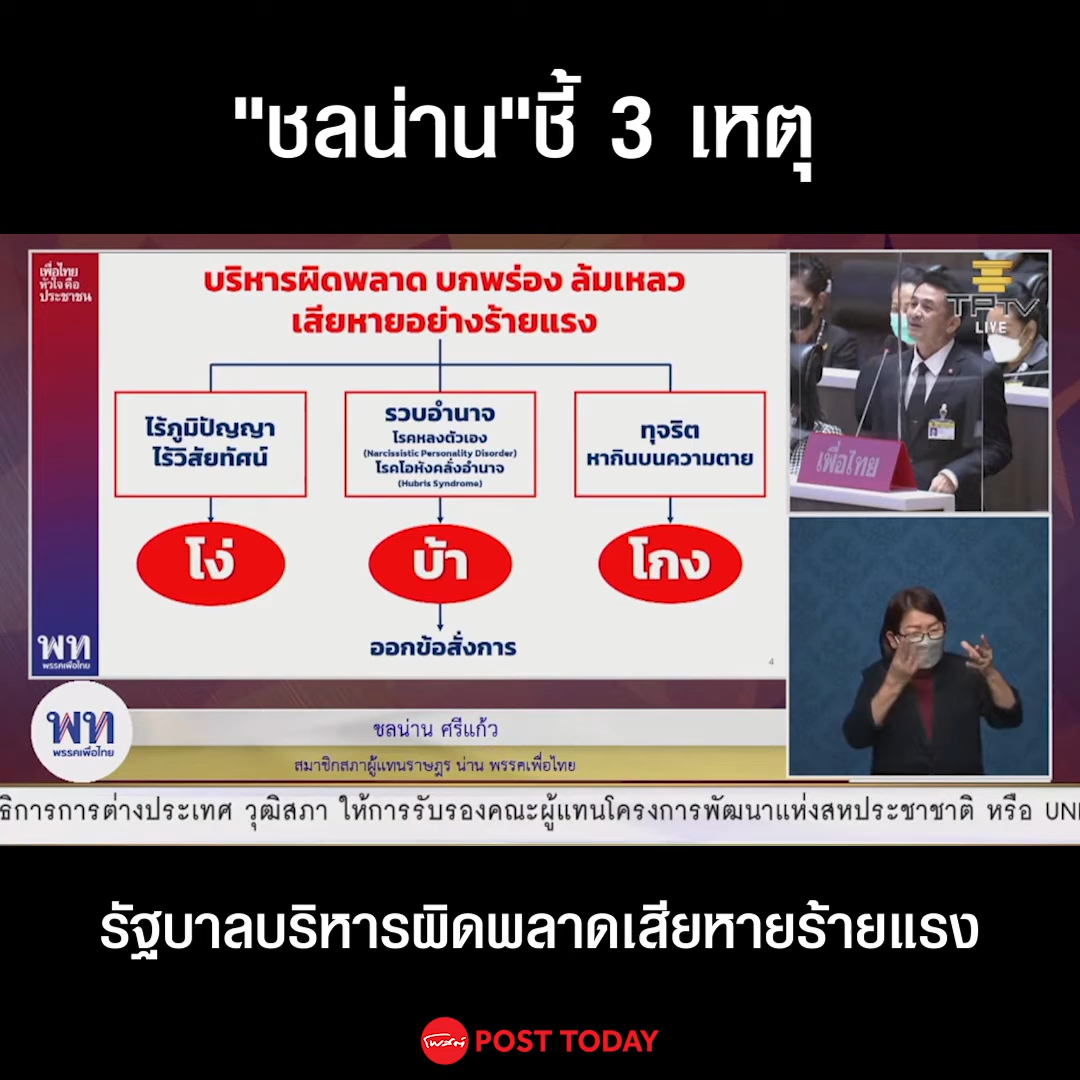 "ชลน่าน"ชี้ 3 เหตุ
เพื่อไทย
หัวใจ คือ
ประชาชน
บริหารผิดพลาด บกพร่อง ล้มเหลว
เสียหายอย่างร้ายแรง
ไร้ภูมิปัญญา
ไร้วิสัยทัศน์
รวบอำนาจ
โรคหลงตัวเอง
(Narcissistic Personality Disorder)
โรคโอหังคลั่งอำนาจ
(Hubris Syndrome)
ทุจริต
หากินบนความตาย
โง่
บ้า
โกง
ออกข้อสั่งการ
4
พท
พรรคเพื่อไทย
TPTV
LIVE
เพื่อไทย
พท
พรรคเพื่อไทย
ชลน่าน ศรีแก้ว
สมาชิกสภาผู้แทนราษฎร น่าน พรรคเพื่อไทย
ธิการการต่างประเทศ วุฒิสภา ให้การรับรองคณะผู้แทนโครงการพัฒนาแห่งสหประชาชาติ หรือ UNI
รัฐบาลบริหารผิดพลาดเสียหายร้ายแรง
โพสต์ POST TODAY